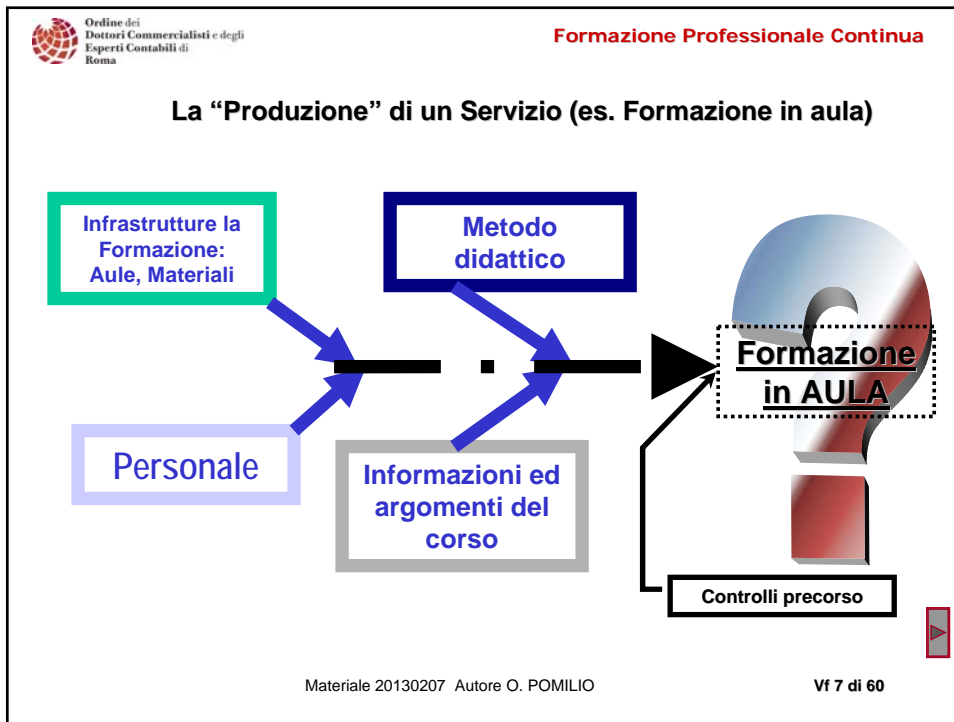 Ordine dei
Dottori Commercialisti e degli
Esperti Contabili di
Roma
Formazione Professionale Continua
La “Produzione” di un Servizio (es. Formazione in aula)
Infrastrutture la
Formazione:
Aule, Materiali
Metodo
didattico
Formazione
in AULA
Personale
Informazioni ed
argomenti del
corso
Controlli precorso
Materiale 20130207 Autore O. POMILIO
Vf 7 di 60